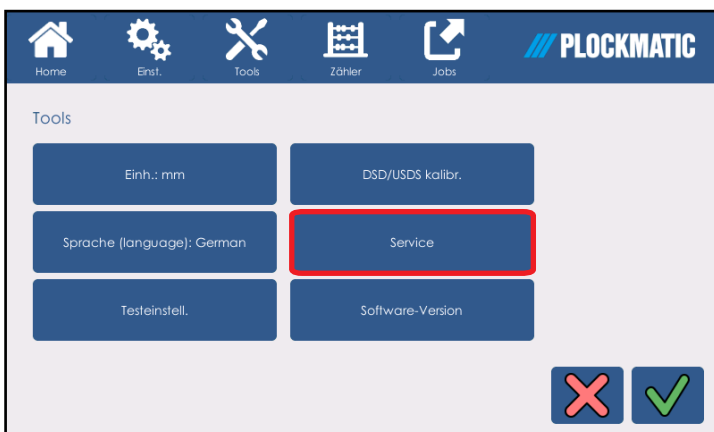 Home
Einst.
Tools
Zähler
Jobs
PLOCKMATIC
Tools
Einh.: mm
DSD/USDS kalibr.
Sprache (language): German
Service
Testeinstell.
Software-Version